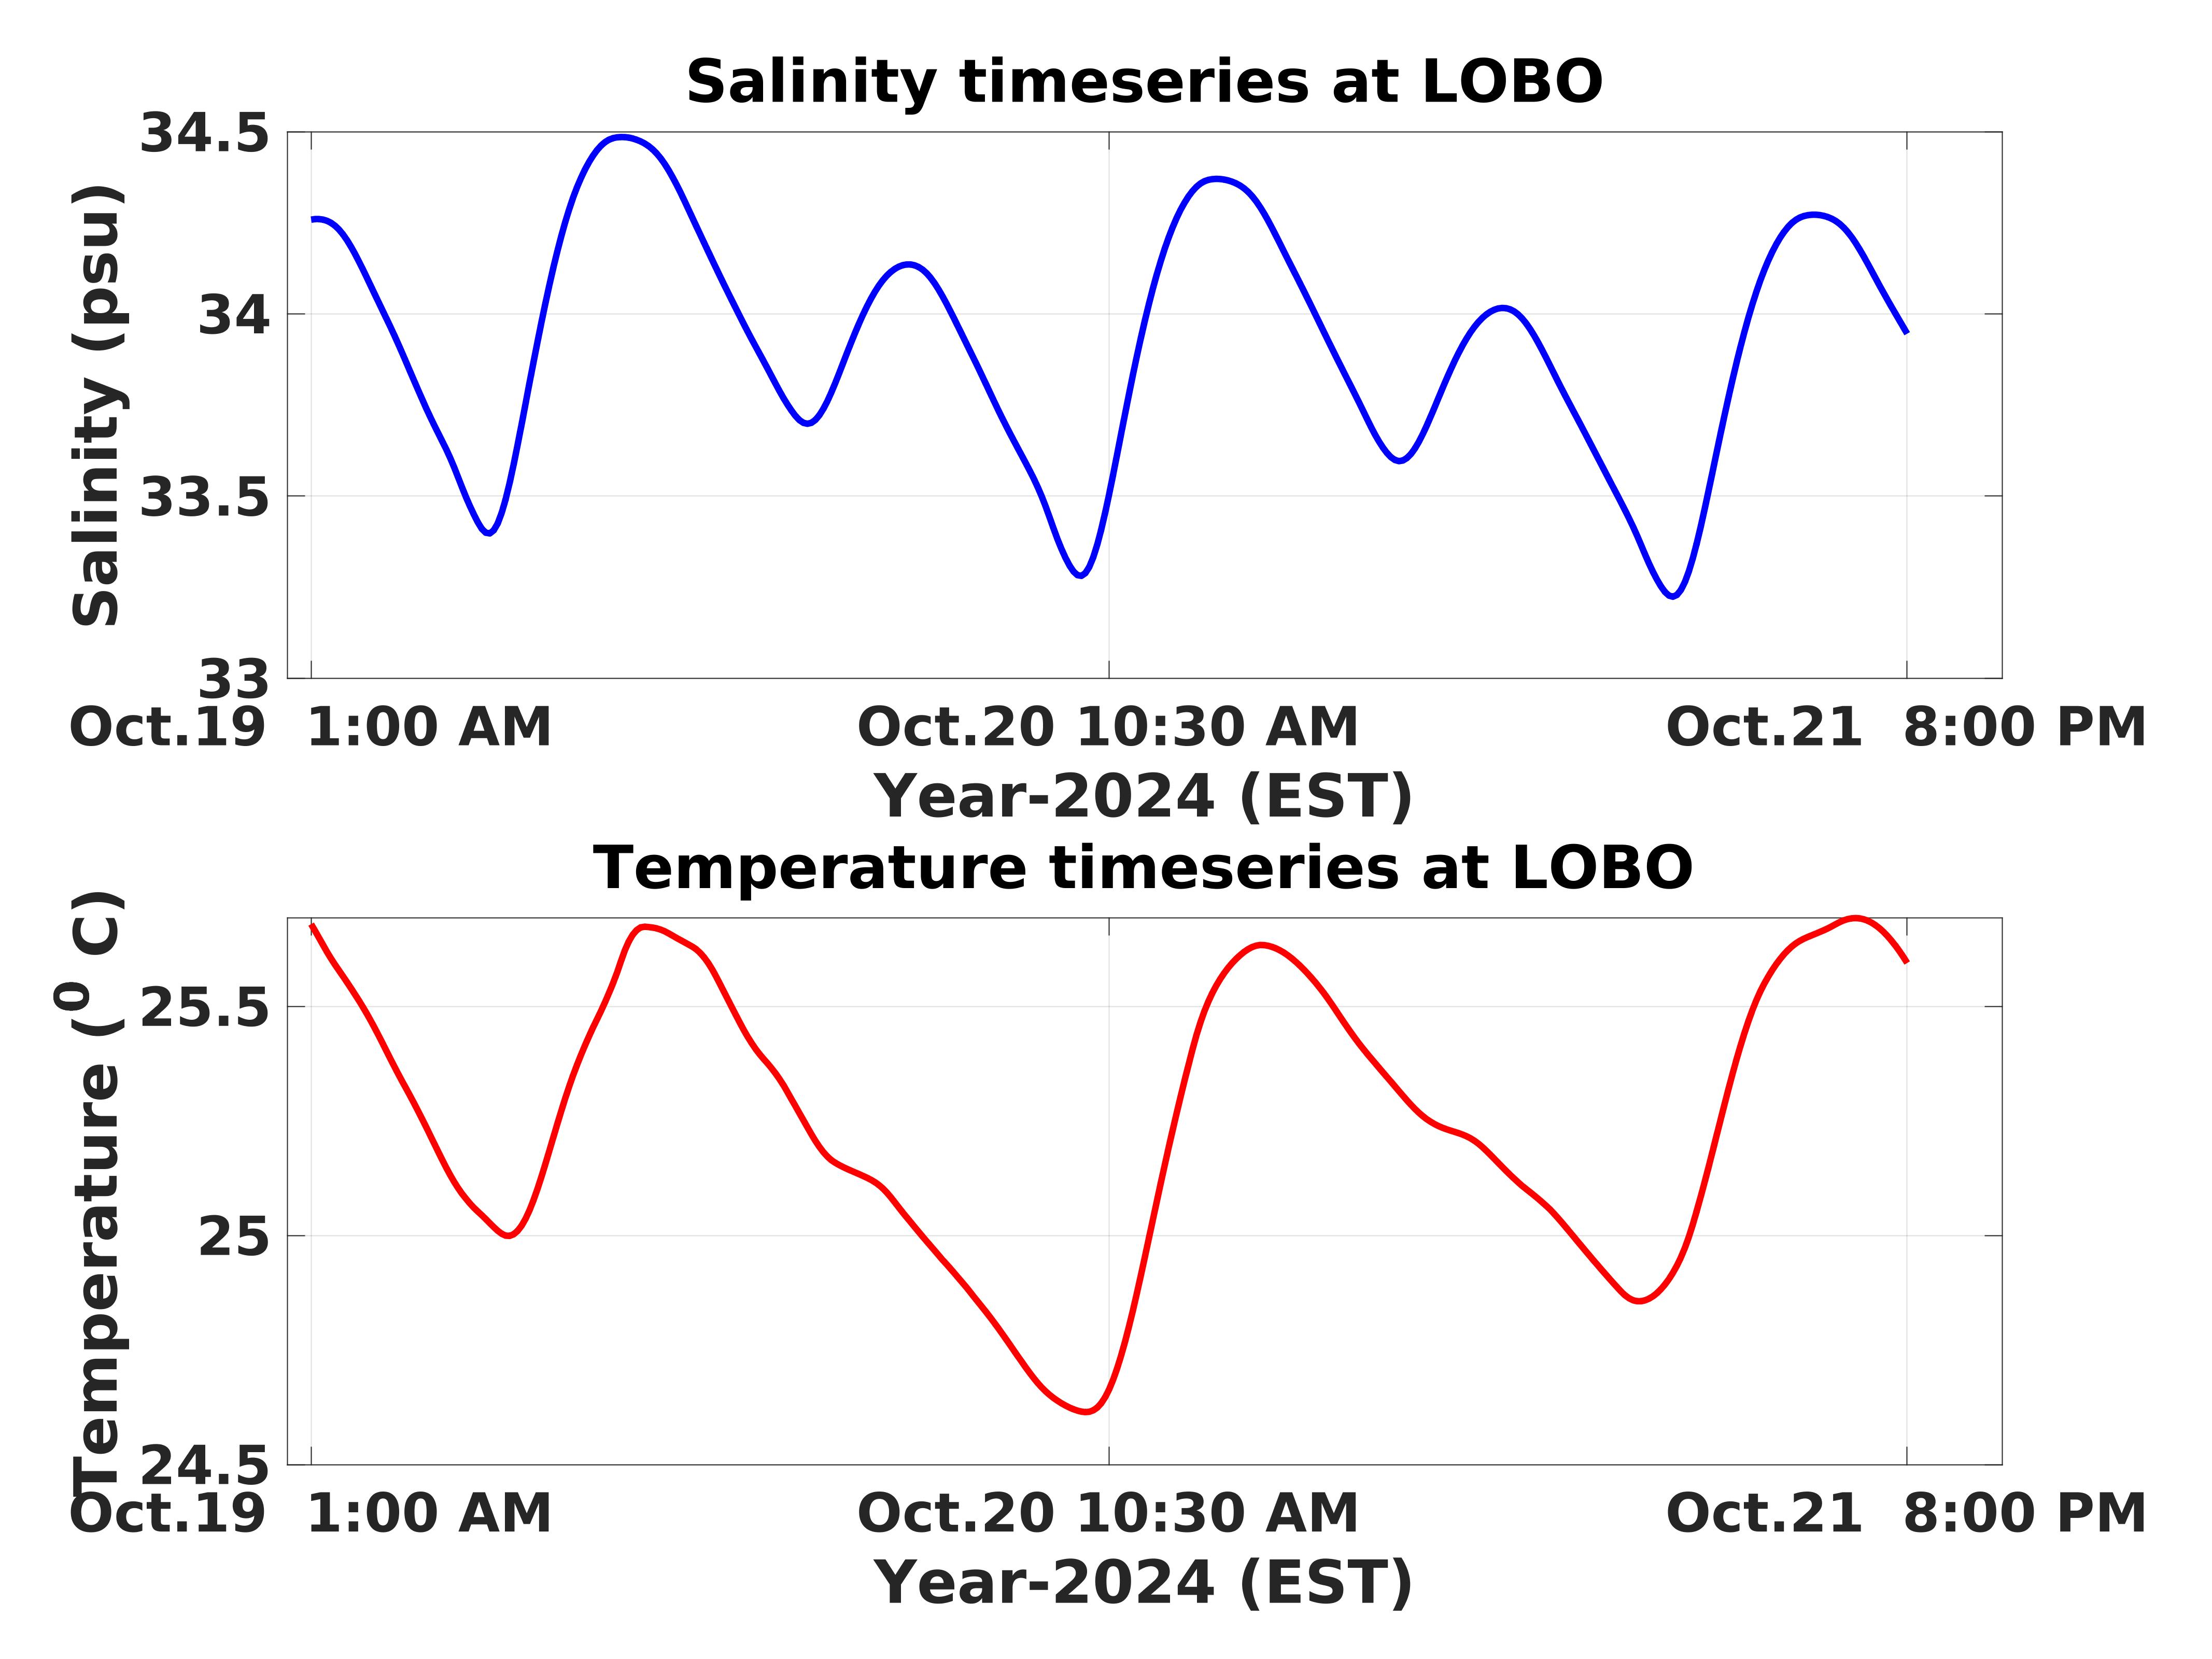 Salinity timeseries at LOBO
Salinity (psu)
34.5
34
33.5
33
Oct.19 1:00 AM Oct.20 10:30 AM Oct.21 8:00 PM
Year-2024 (EST)
Temperature timeseries at LOBO
Temperature (⁰ C)
25.5
25
24.5
Oct.19 1:00 AM Oct.20 10:30 AM Oct.21 8:00 PM
Year-2024 (EST)